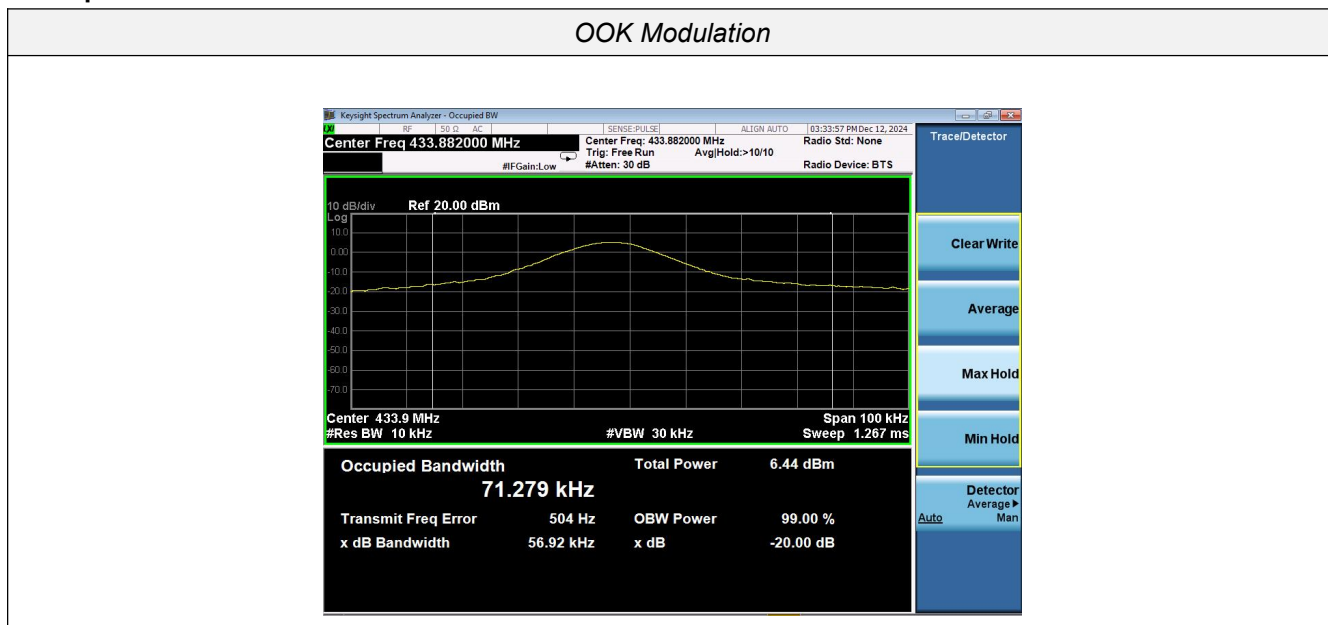 OOK Modulation
Keysight Spectrum Analyzer - Occupied BW
RF 50 Ω AC SENSE:PULSE ALIGN AUTO 03:33:57 PM Dec 12, 2024
Center Freq 433.882000 MHz
Center Freq: 433.882000 MHz Radio Std: None
Trig: Free Run Avg|Hold:>10/10
#IFGain:Low #Atten: 30 dB Radio Device: BTS
10 dB/div Ref 20.00 dBm
Log
10.0
0.00
-10.0
-20.0
-30.0
-40.0
-50.0
-60.0
-70.0
Center 433.9 MHz Span 100 kHz
#Res BW 10 kHz #VBW 30 kHz Sweep 1.267 ms
Occupied Bandwidth Total Power 6.44 dBm
71.279 kHz
Transmit Freq Error 504 Hz OBW Power 99.00 %
x dB Bandwidth 56.92 kHz x dB -20.00 dB
Trace/Detector
Clear Write
Average
Max Hold
Min Hold
Detector
Average▶
Auto Man